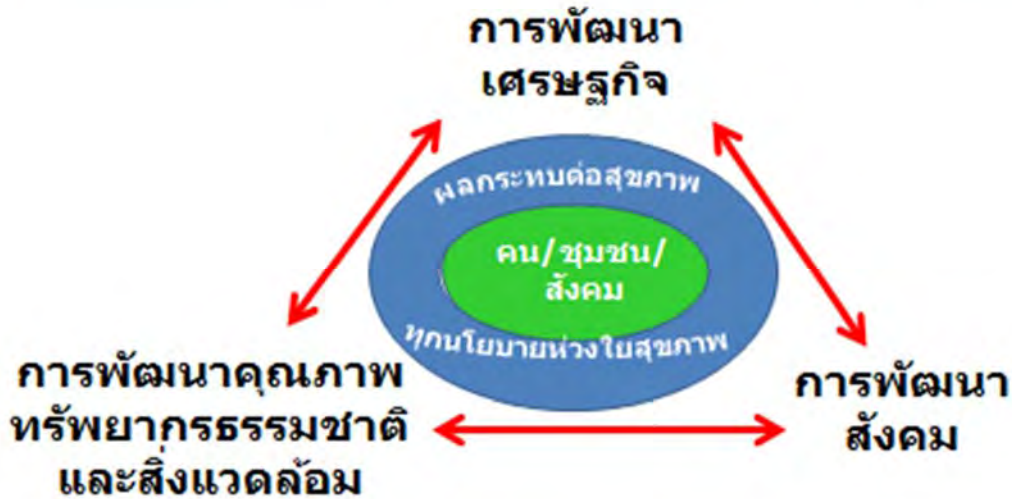 การพัฒนา
เศรษฐกิจ
ผลกระทบต่อสุขภาพ
คน/ชุมชน/
สังคม
ทุกนโยบายห่วงใยสุขภาพ
การพัฒนาคุณภาพ
ทรัพยากรธรรมชาติ
และสิ่งแวดล้อม
การพัฒนา
สังคม